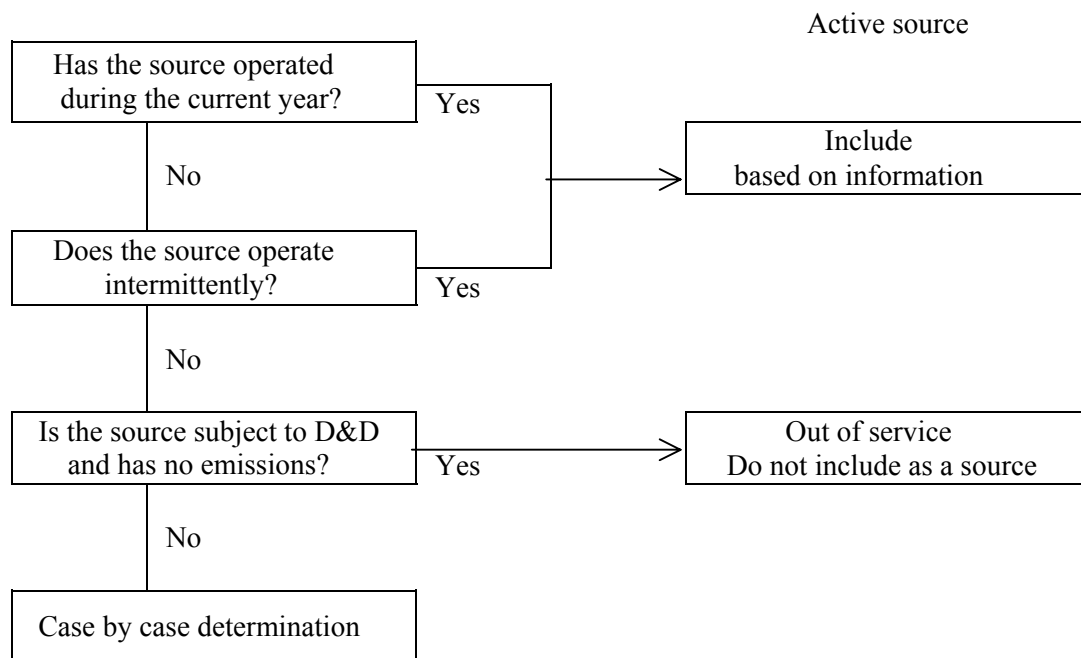 Active source
Has the source operated
during the current year?
Yes
Include
based on information
No
Does the source operate
intermittently?
Yes
No
Is the source subject to D&D
and has no emissions?
Yes
Out of service
Do not include as a source
No
Case by case determination